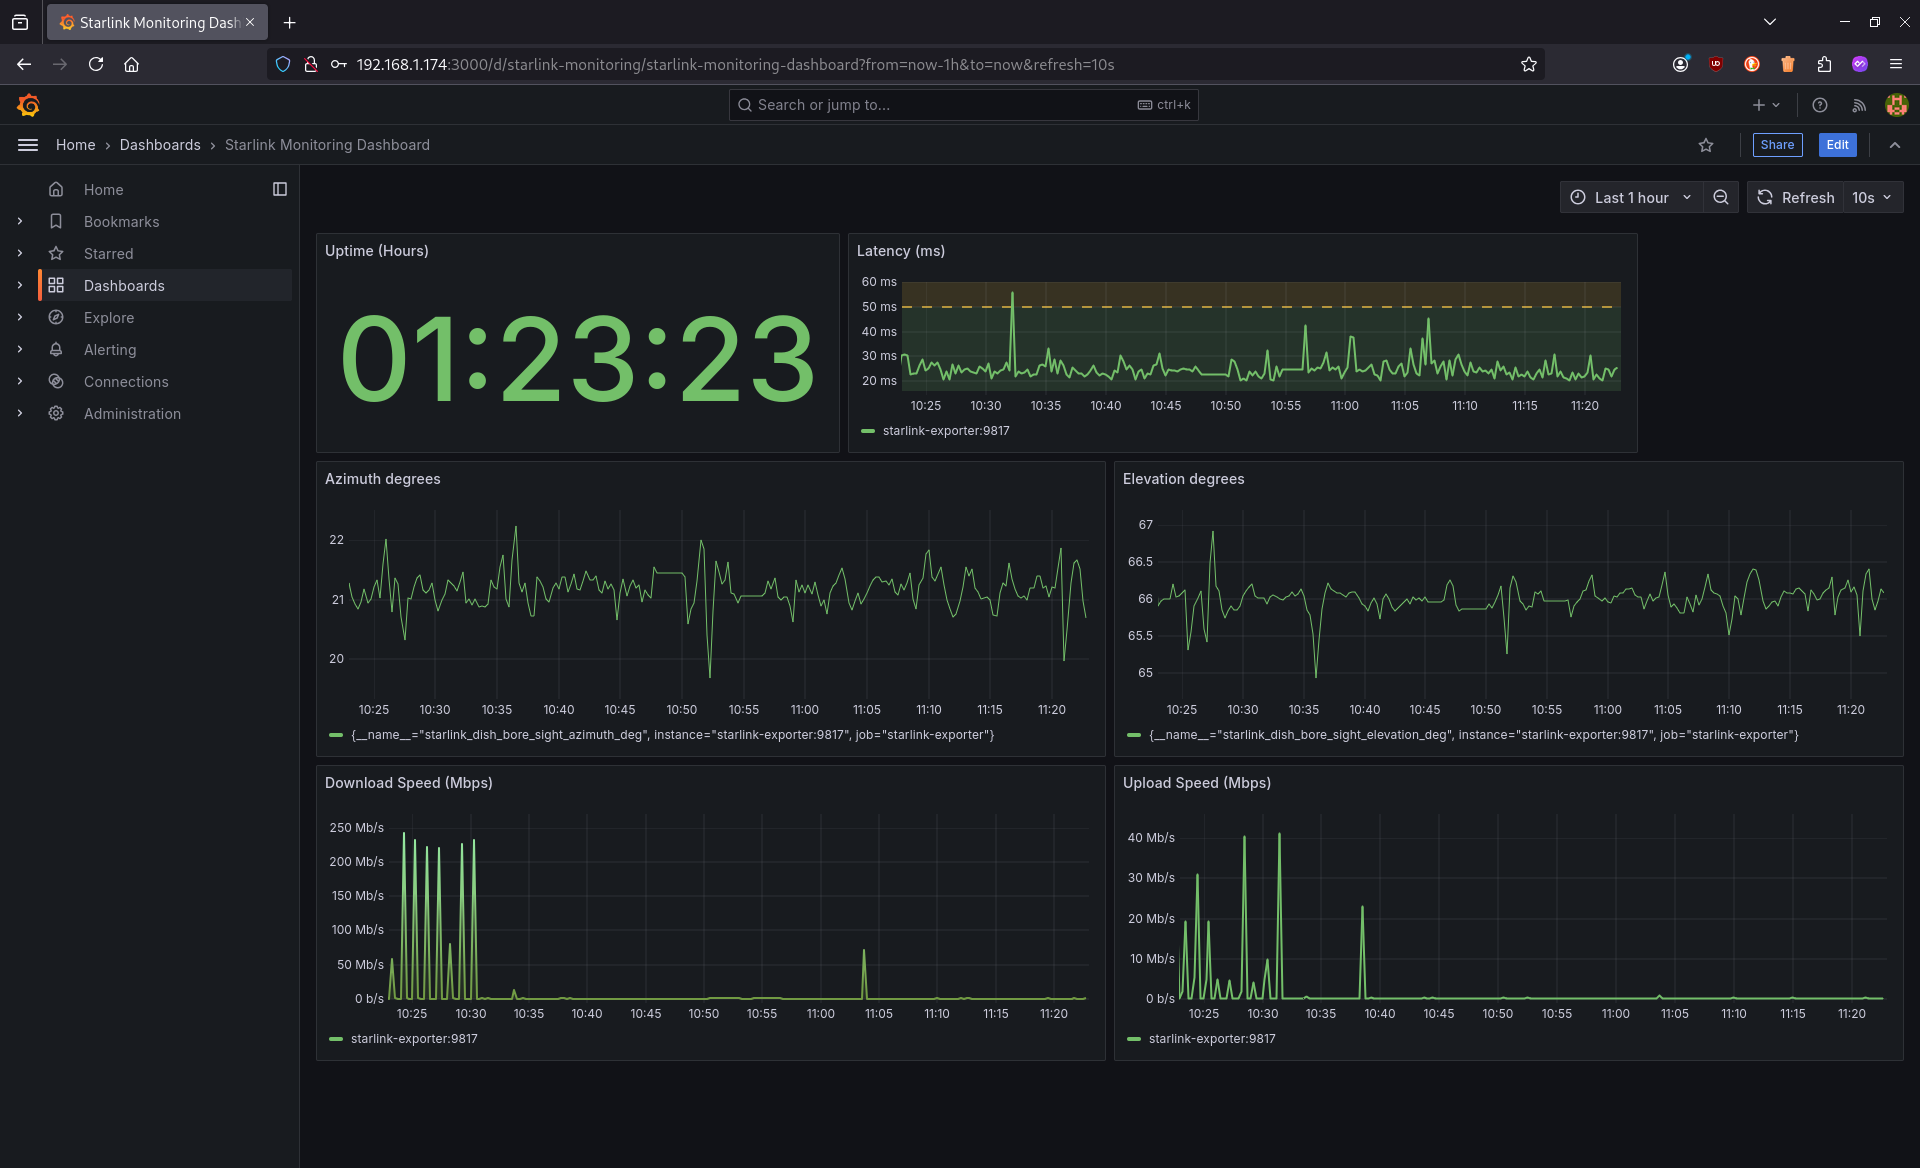 Starlink Monitoring Dash
192.168.1.174:3000/d/starlink-monitoring/starlink-monitoring-dashboard?from=now-1h&to=now&refresh=10s
Search or jump to... ctrl+k
Home › Dashboards › Starlink Monitoring Dashboard
Share
Edit
Home
Bookmarks
Starred
Dashboards
Explore
Alerting
Connections
Administration
Last 1 hour
Refresh
10s
Uptime (Hours)
01:23:23
Latency (ms)
60 ms
50 ms
40 ms
30 ms
20 ms
10:25 10:30 10:35 10:40 10:45 10:50 10:55 11:00 11:05 11:10 11:15 11:20
starlink-exporter:9817
Azimuth degrees
22
21
20
10:25 10:30 10:35 10:40 10:45 10:50 10:55 11:00 11:05 11:10 11:15 11:20
{__name__="starlink_dish_bore_sight_azimuth_deg", instance="starlink-exporter:9817", job="starlink-exporter"}
Elevation degrees
67
66.5
66
65.5
65
10:25 10:30 10:35 10:40 10:45 10:50 10:55 11:00 11:05 11:10 11:15 11:20
{__name__="starlink_dish_bore_sight_elevation_deg", instance="starlink-exporter:9817", job="starlink-exporter"}
Download Speed (Mbps)
250 Mb/s
200 Mb/s
150 Mb/s
100 Mb/s
50 Mb/s
0 b/s
10:25 10:30 10:35 10:40 10:45 10:50 10:55 11:00 11:05 11:10 11:15 11:20
starlink-exporter:9817
Upload Speed (Mbps)
40 Mb/s
30 Mb/s
20 Mb/s
10 Mb/s
0 b/s
10:25 10:30 10:35 10:40 10:45 10:50 10:55 11:00 11:05 11:10 11:15 11:20
starlink-exporter:9817